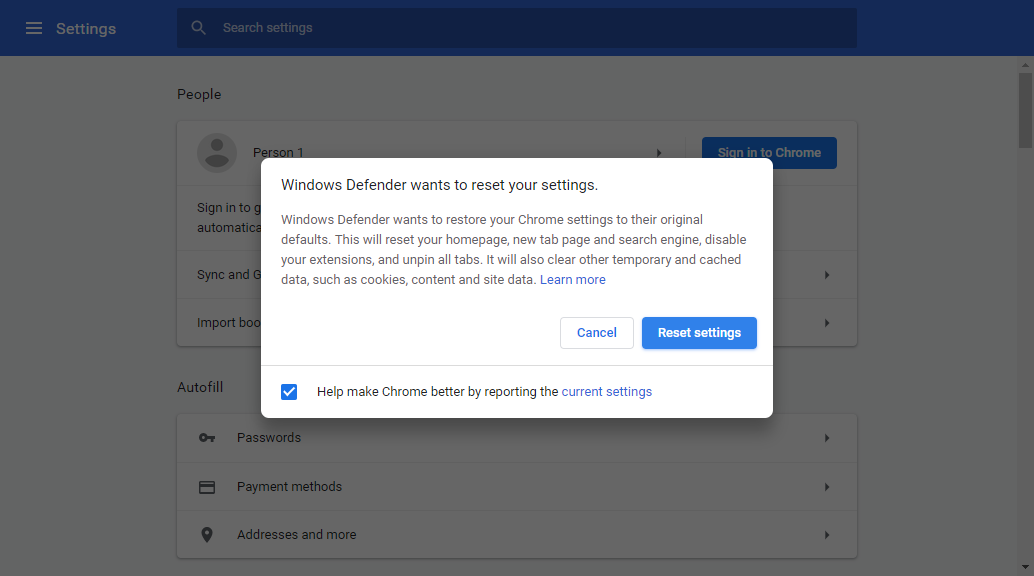 Settings
Search settings
People
Person 1
Sign in to Chrome
Windows Defender wants to reset your settings.
Sign in to g
automatica
Windows Defender wants to restore your Chrome settings to their original
defaults. This will reset your homepage, new tab page and search engine, disable
your extensions, and unpin all tabs. It will also clear other temporary and cached
data, such as cookies, content and site data. Learn more
Sync and G
Import boo
Cancel
Reset settings
Help make Chrome better by reporting the current settings
Autofill
Passwords
Payment methods
Addresses and more